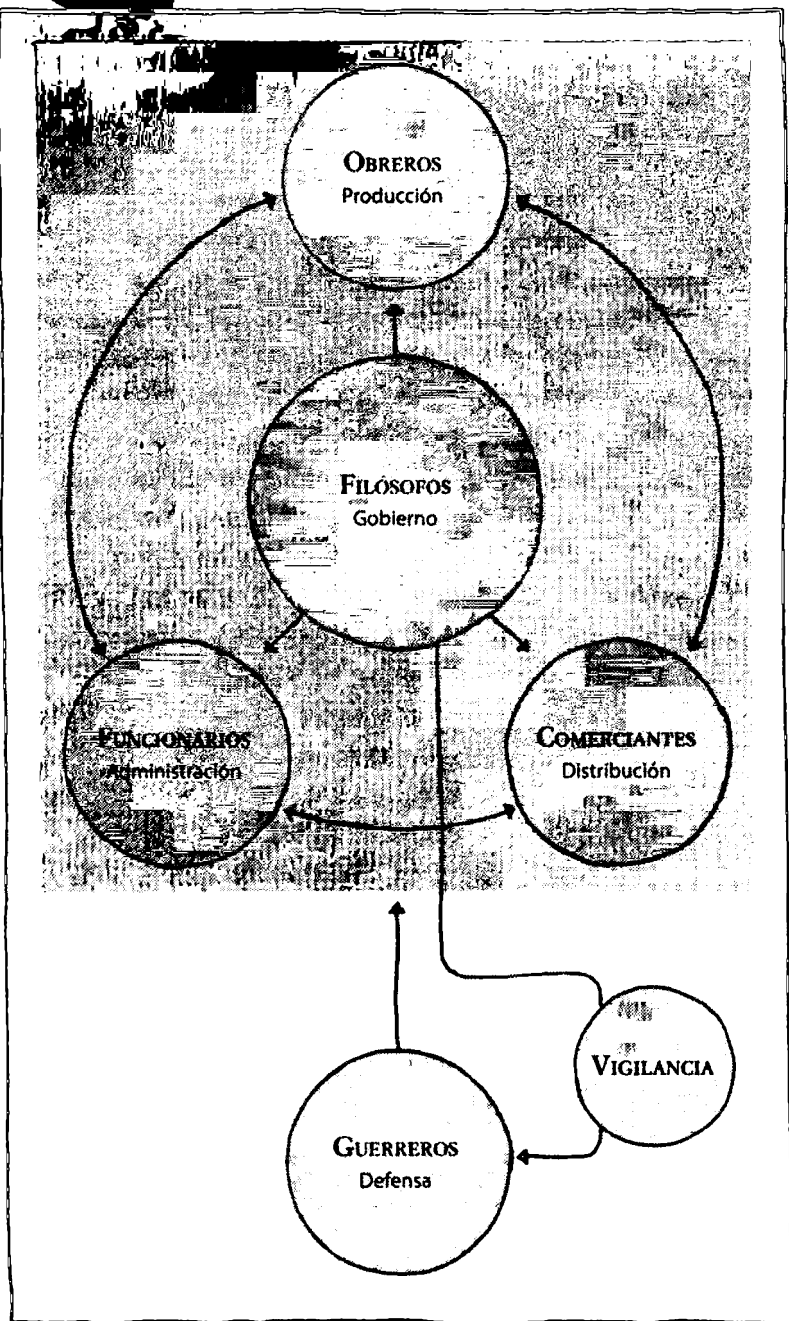 OBREROS
Producción
FILÓSOFOS
Gobierno
FUNCIONARIOS
Administración
COMERCIANTES
Distribución
VIGILANCIA
GUERREROS
Defensa